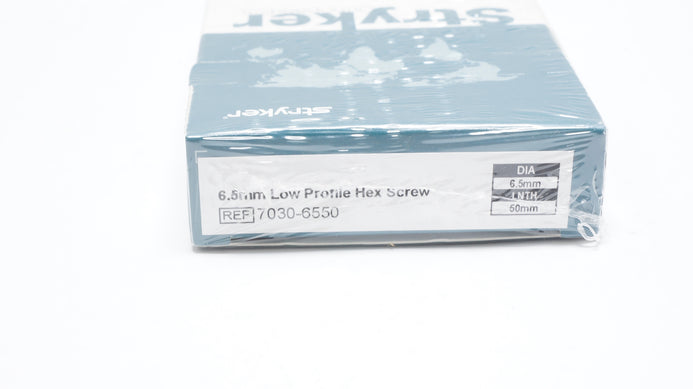 Stryker
stryker
6.5mm Low Profile Hex Screw
REF 7030-6550
DIA
6.5mm
LNTH
50mm